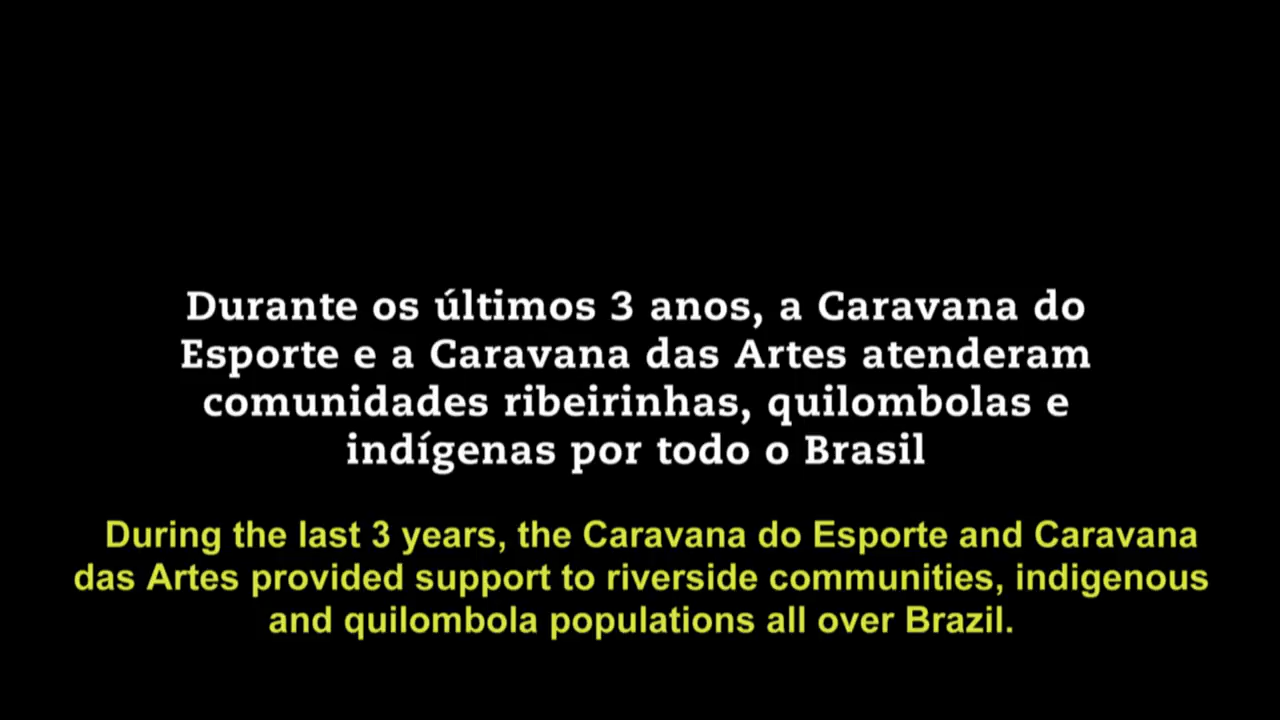 Durante os últimos 3 anos, a Caravana do
Esporte e a Caravana das Artes atenderam
comunidades ribeirinhas, quilombolas e
indígenas por todo o Brasil
During the last 3 years, the Caravana do Esporte and Caravana
das Artes provided support to riverside communities, indigenous
and quilombola populations all over Brazil.